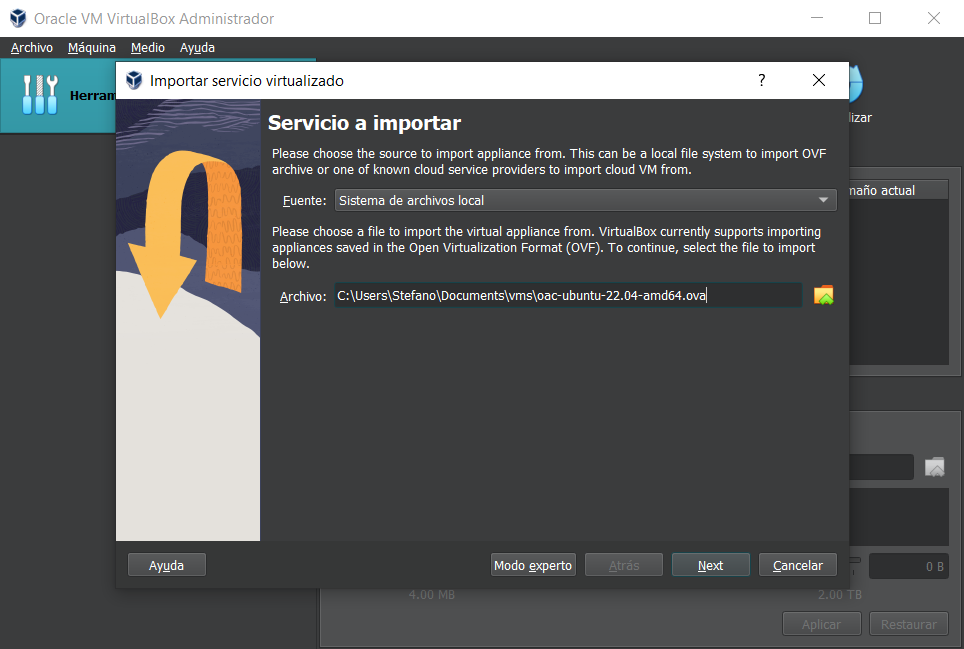 Oracle VM VirtualBox Administrador
Archivo Máquina Medio Ayuda
Importar servicio virtualizado ?
Servicio a importar
Please choose the source to import appliance from. This can be a local file system to import OVF
archive or one of known cloud service providers to import cloud VM from.
Fuente: Sistema de archivos local
Please choose a file to import the virtual appliance from. VirtualBox currently supports importing
appliances saved in the Open Virtualization Format (OVF). To continue, select the file to import
below.
Archivo: C:\Users\Stefano\Documents\vms\oac-ubuntu-22.04-amd64.ova
Ayuda Modo experto Atrás Next Cancelar
Herram
lizar
maño actual
0 B
4.00 MB 2.00 TB
Aplicar Restaurar